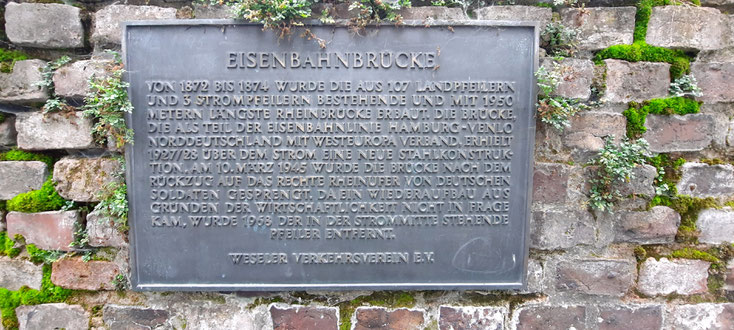 EISENBAHNBRÜCKE
VON 1872 BIS 1874 WURDE DIE AUS 107 LANDPFEILERN
UND 3 STROMPFEILERN BESTEHENDE UND MIT 1950
METERN LÄNGSTE RHEINBRÜCKE ERBAUT. DIE BRÜCKE,
DIE ALS TEIL DER EISENBAHNLINIE HAMBURG-VENLO
NORDDEUTSCHLAND MIT WESTEUROPA VERBAND, ERHIELT
1927/28 ÜBER DEM STROM EINE NEUE STAHLKONSTRUK-
TION. AM 10. MÄRZ 1945 WURDE DIE BRÜCKE NACH DEM
RÜCKZUG AUF DAS RECHTE RHEINUFER VON DEUTSCHEN
SOLDATEN GESPRENGT. DA EIN WIEDERAUFBAU AUS
GRÜNDEN DER WIRTSCHAFTLICHKEIT NICHT IN FRAGE
KAM, WURDE 1968 DER IN DER STROMMITTE STEHENDE
PFEILER ENTFERNT.
WESELER VERKEHRSVEREIN E.V.